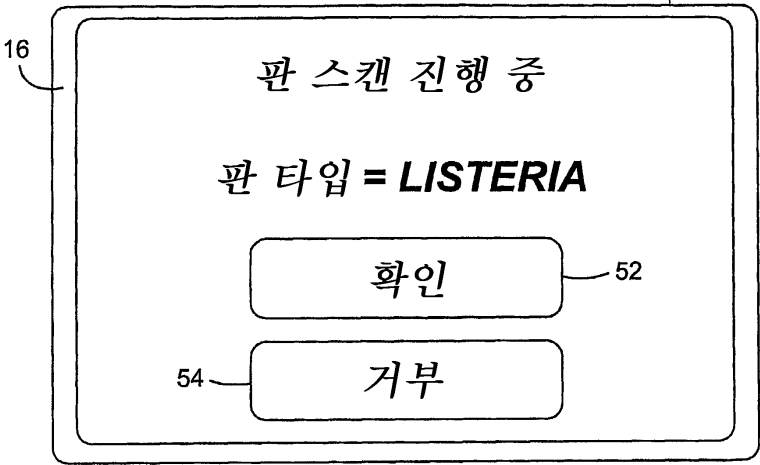 16
판 스캔 진행 중
판 타입 = LISTERIA
확인
52
54
거부